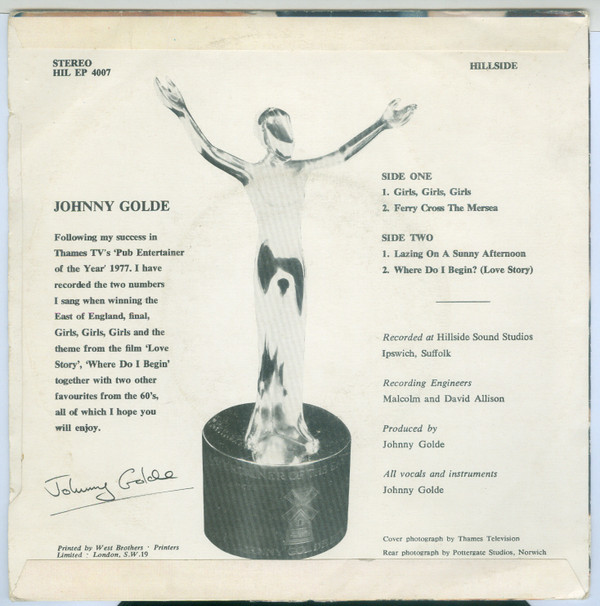 STEREO
HIL EP 4007
HILLSIDE
JOHNNY GOLDE
Following my success in
Thames TV's 'Pub Entertainer
of the Year' 1977. I have
recorded the two numbers
I sang when winning the
East of England, final,
Girls, Girls, Girls and the
theme from the film 'Love
Story', 'Where Do I Begin'
together with two other
favourites from the 60's,
all of which I hope you
will enjoy.
Johnny Golde
Printed by West Brothers · Printers
Limited · London, S.W.19
SIDE ONE
1. Girls, Girls, Girls
2. Ferry Cross The Mersea
SIDE TWO
1. Lazing On A Sunny Afternoon
2. Where Do I Begin? (Love Story)
Recorded at Hillside Sound Studios
Ipswich, Suffolk
Recording Engineers
Malcolm and David Allison
Produced by
Johnny Golde
All vocals and instruments
Johnny Golde
Cover photograph by Thames Television
Rear photograph by Pottergate Studios, Norwich